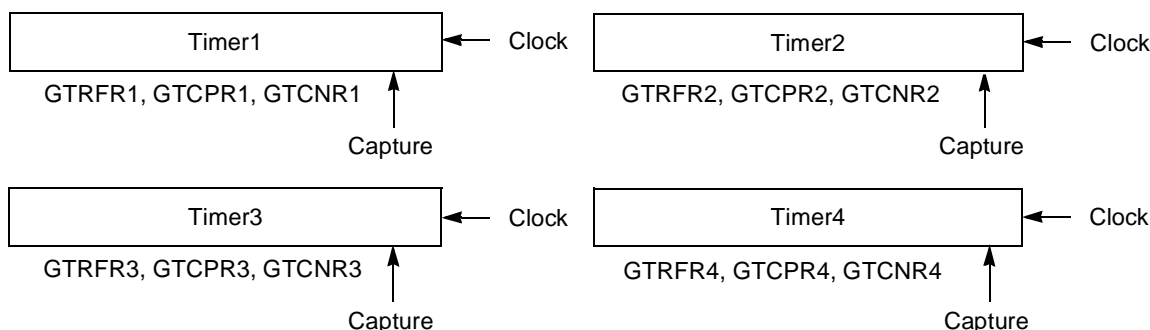 Timer1
Clock
GTRFR1, GTCPR1, GTCNR1
Capture
Timer2
Clock
GTRFR2, GTCPR2, GTCNR2
Capture
Timer3
Clock
GTRFR3, GTCPR3, GTCNR3
Capture
Timer4
Clock
GTRFR4, GTCPR4, GTCNR4
Capture